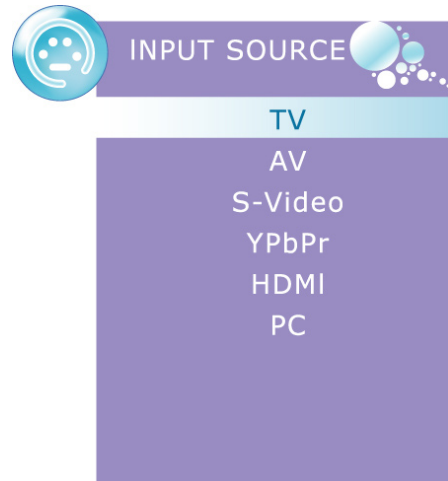 INPUT SOURCE
TV
AV
S-Video
YPbPr
HDMI
PC